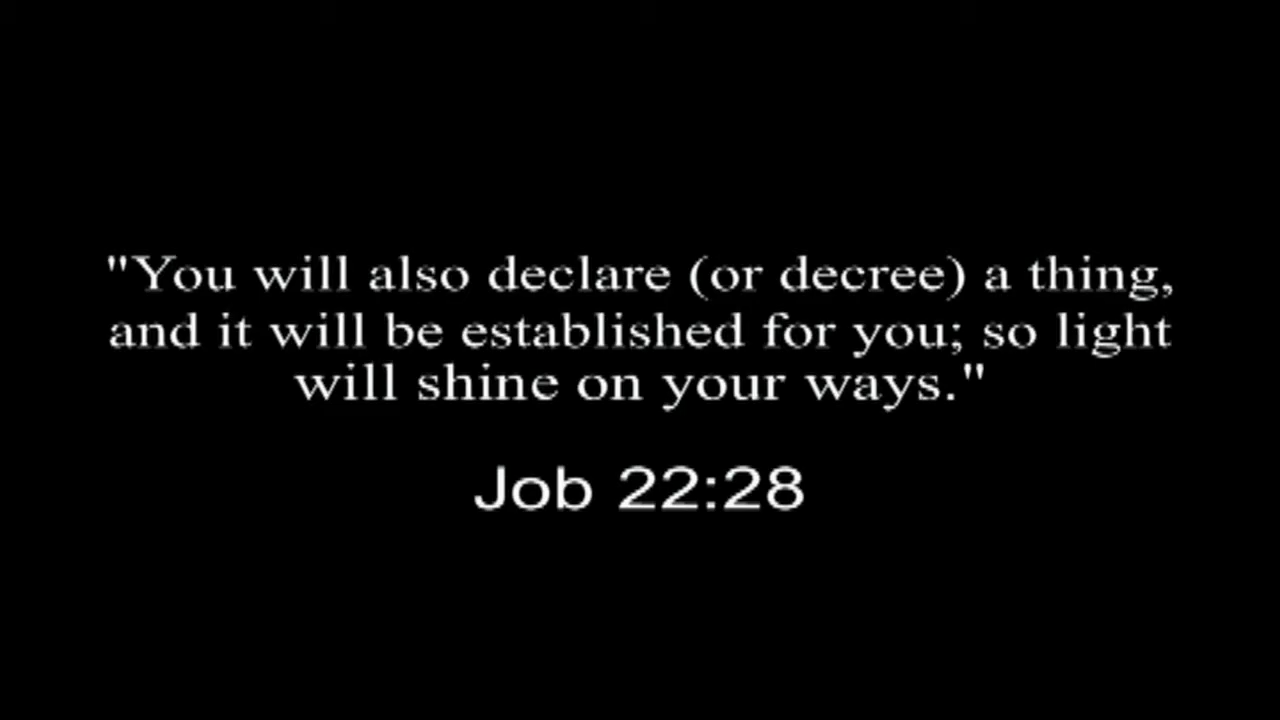 "You will also declare (or decree) a thing,
and it will be established for you; so light
will shine on your ways."
Job 22:28